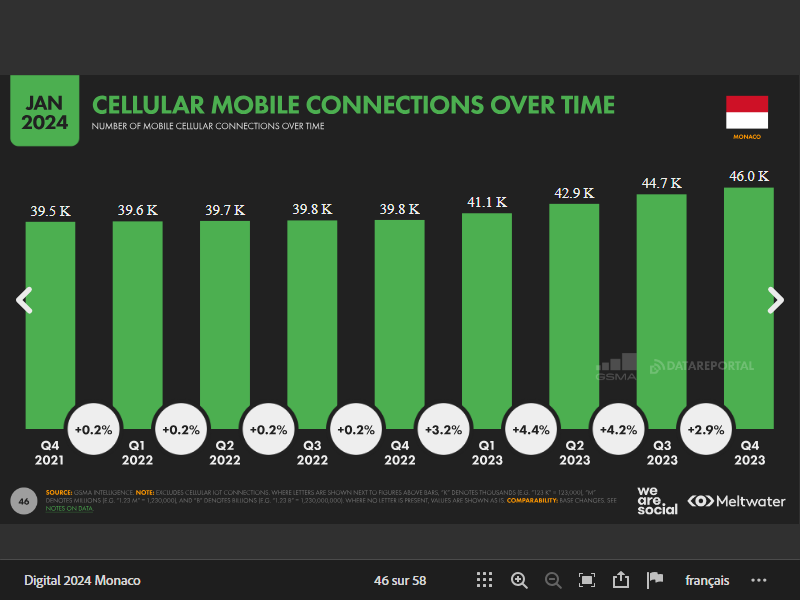 JAN
2024
CELLULAR MOBILE CONNECTIONS OVER TIME
NUMBER OF MOBILE CELLULAR CONNECTIONS OVER TIME
MONACO
39.5 K
39.6 K
39.7 K
39.8 K
39.8 K
41.1 K
42.9 K
44.7 K
46.0 K
GSMA
DATAREPORTAL
+0.2%
+0.2%
+0.2%
+0.2%
+3.2%
+4.4%
+4.2%
+2.9%
Q4
2021
Q1
2022
Q2
2022
Q3
2022
Q4
2022
Q1
2023
Q2
2023
Q3
2023
Q4
2023
46
SOURCE: GSMA INTELLIGENCE. NOTE: EXCLUDES CELLULAR IOT CONNECTIONS. WHERE LETTERS ARE SHOWN NEXT TO FIGURES ABOVE BARS, "K" DENOTES THOUSANDS (E.G. "123 K" = 123,000), "M"
DENOTES MILLIONS (E.G. "1.23 M" = 1,230,000), AND "B" DENOTES BILLIONS (E.G. "1.23 B" = 1,230,000,000). WHERE NO LETTER IS PRESENT, VALUES ARE SHOWN AS IS. COMPARABILITY: BASE CHANGES. SEE
NOTES ON DATA.
we
are.
social
Meltwater
Digital 2024 Monaco
46 sur 58
français